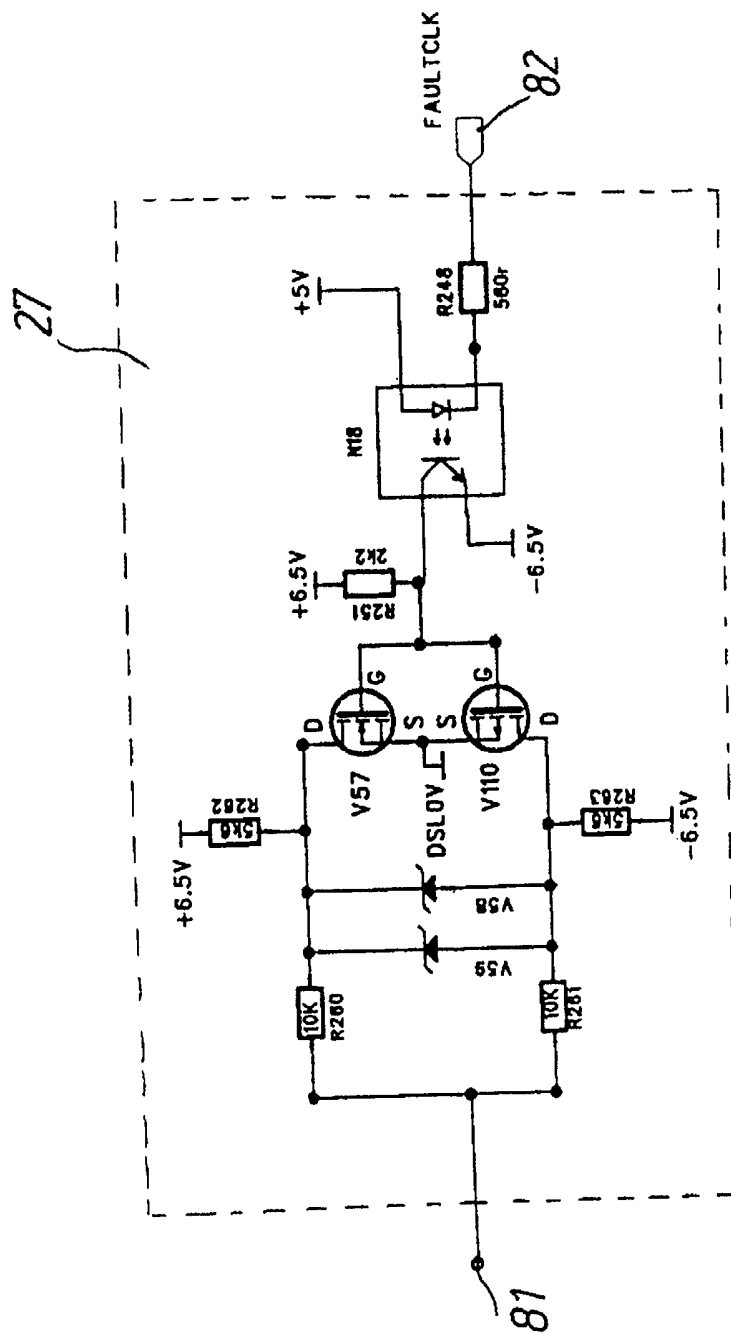 27
FAULTCLK
82
+5V
R248
560r
N18
+6.5V
2k2
R251
-6.5V
D
G
S
V57
DSL0V
S
G
D
V110
+6.5V
5k6
R262
5k6
R263
-6.5V
V58
V59
10K
R260
10K
R261
81